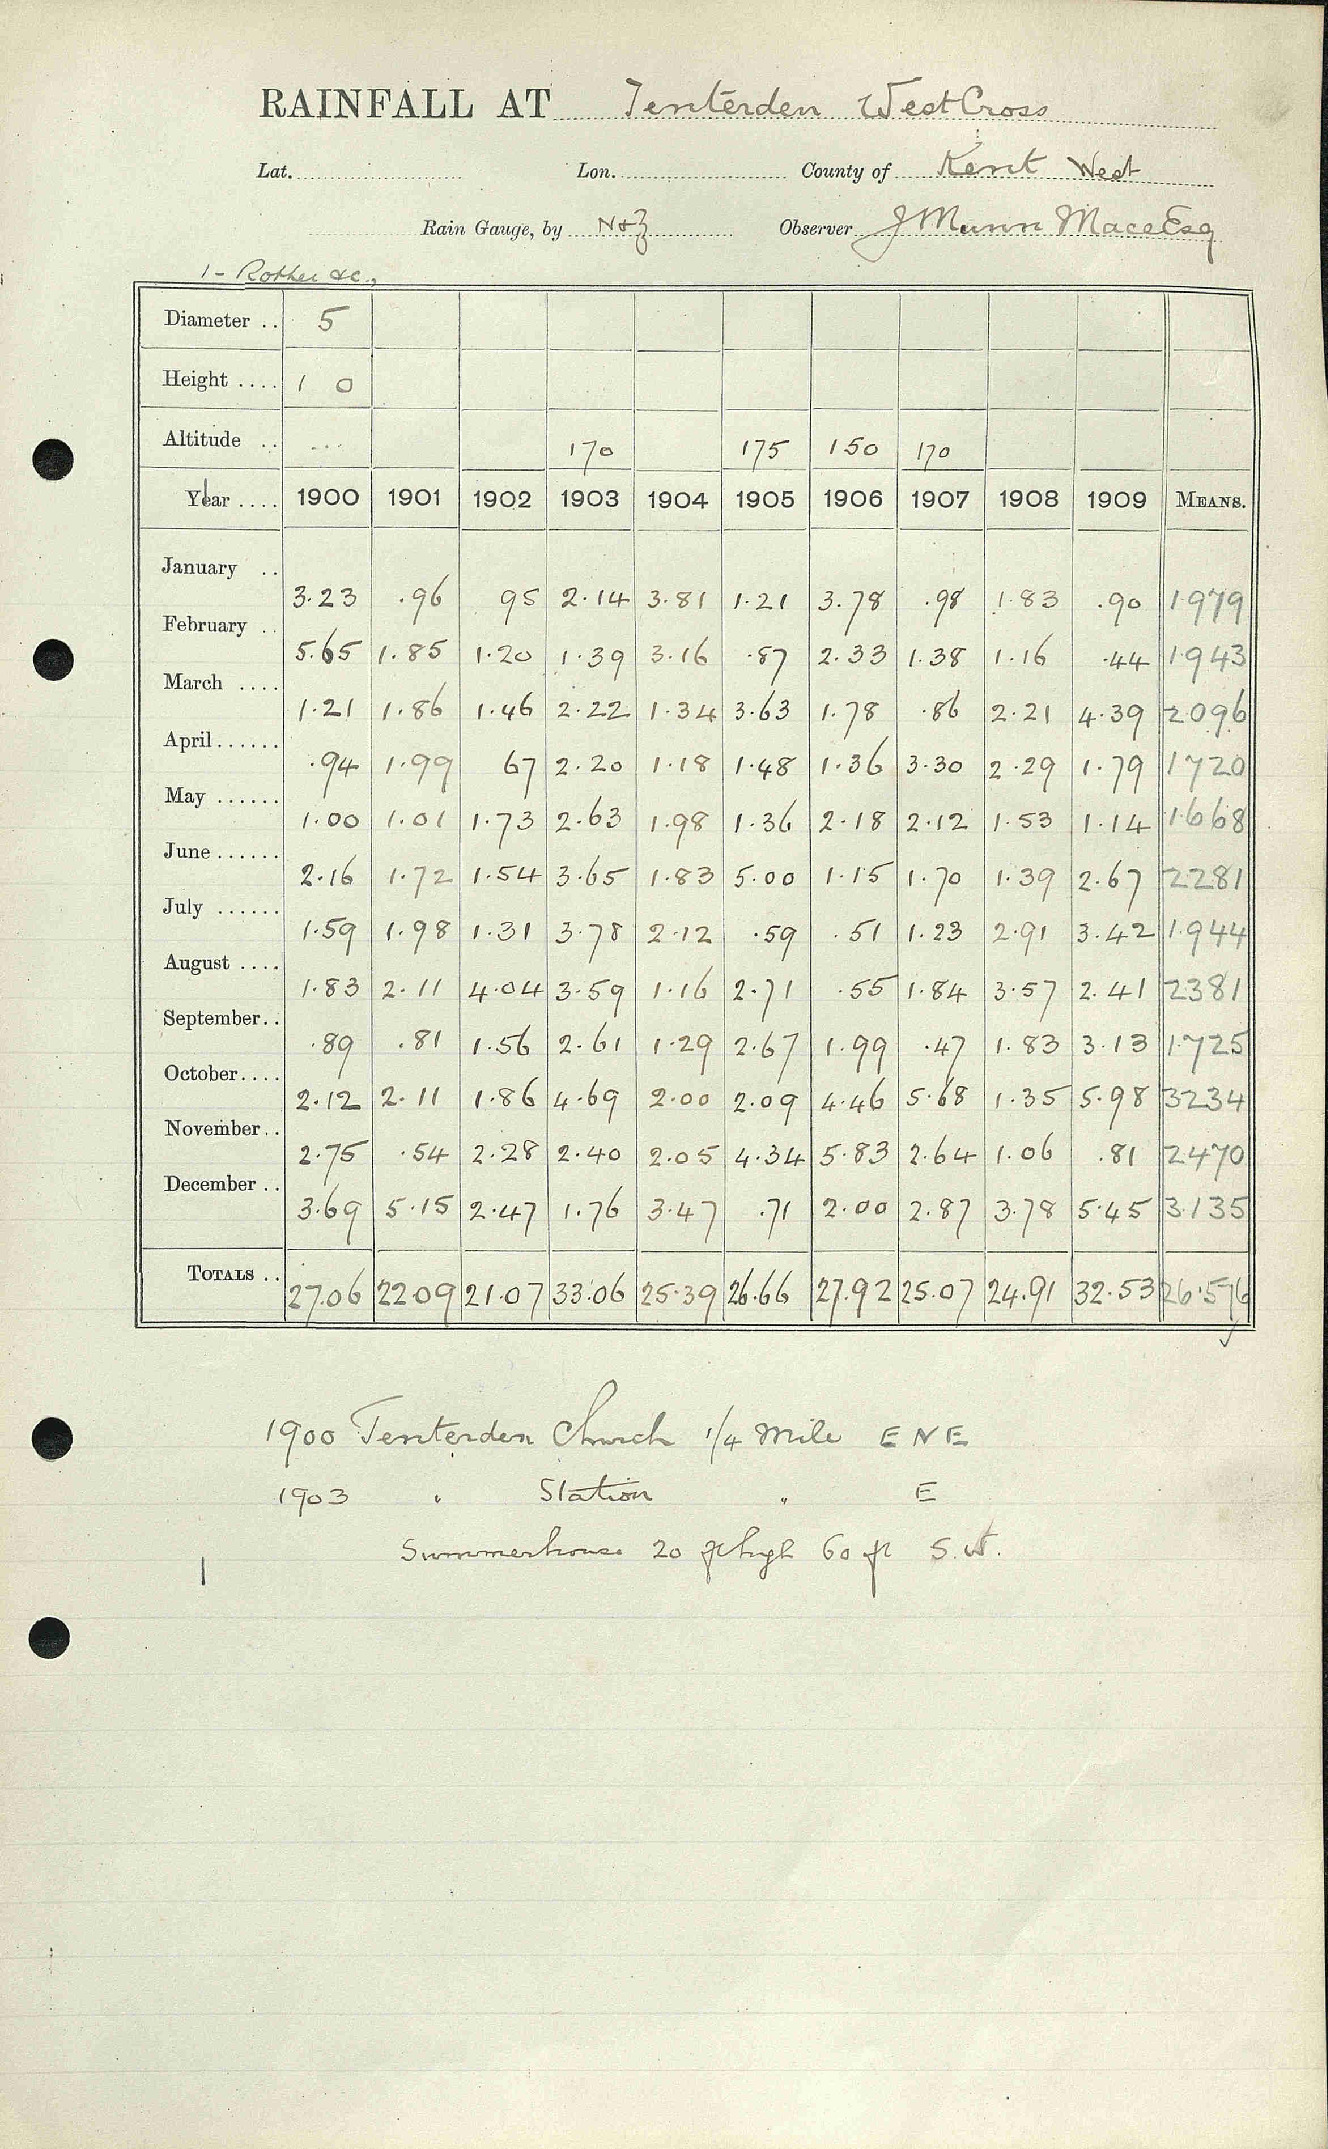 RAINFALL AT Tenterden West Cross
Lat. Lon. County of Kent West
Rain Gauge, by N&Z Observer J Munn Mace Esq
1 - Rother &c.,
Diameter .. 5
Height .... 1 0
Altitude .. ... 170 175 150 170
Year .... 1900 1901 1902 1903 1904 1905 1906 1907 1908 1909 MEANS.
January .. 3.23 .96 95 2.14 3.81 1.21 3.78 .98 1.83 .90 1.979
February .. 5.65 1.85 1.20 1.39 3.16 .87 2.33 1.38 1.16 .44 1.943
March .... 1.21 1.86 1.46 2.22 1.34 3.63 1.78 .86 2.21 4.39 2.096
April...... .94 1.99 67 2.20 1.18 1.48 1.36 3.30 2.29 1.79 1720
May ...... 1.00 1.01 1.73 2.63 1.98 1.36 2.18 2.12 1.53 1.14 1.668
June...... 2.16 1.72 1.54 3.65 1.83 5.00 1.15 1.70 1.39 2.67 2281
July ...... 1.59 1.98 1.31 3.78 2.12 .59 .51 1.23 2.91 3.42 1.944
August .... 1.83 2.11 4.04 3.59 1.16 2.71 .55 1.84 3.57 2.41 2381
September.. .89 .81 1.56 2.61 1.29 2.67 1.99 .47 1.83 3.13 1.725
October.... 2.12 2.11 1.86 4.69 2.00 2.09 4.46 5.68 1.35 5.98 3234
November.. 2.75 .54 2.28 2.40 2.05 4.34 5.83 2.64 1.06 .81 2470
December .. 3.69 5.15 2.47 1.76 3.47 .71 2.00 2.87 3.78 5.45 3.135
TOTALS .. 27.06 2209 21.07 33.06 25.39 26.66 27.92 25.07 24.91 32.53 26.576
1900 Tenterden Church 1/4 Mile E N E
1903 " Station " E
Summerhouse 20 ft high 60 ft S.W.